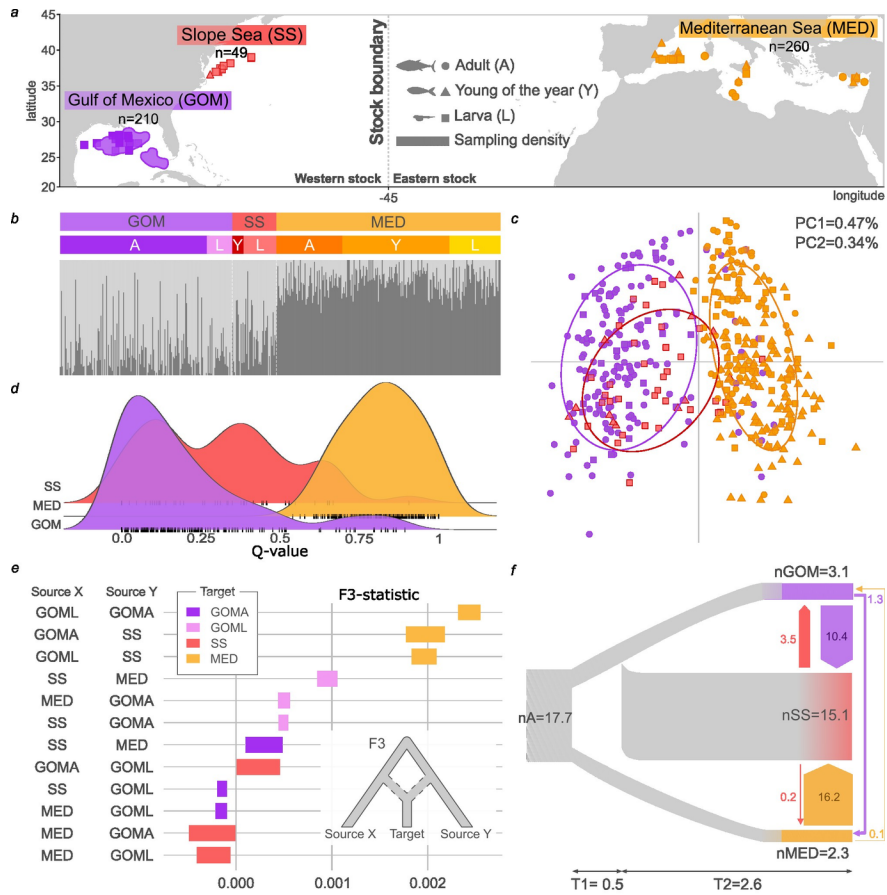 a
45
40
35
30
25
20
latitude
Slope Sea (SS)
n=49
Gulf of Mexico (GOM)
n=210
Stock boundary
Adult (A)
Young of the year (Y)
Larva (L)
Sampling density
Mediterranean Sea (MED)
n=260
Western stock
Eastern stock
-45
longitude
b
GOM SS MED
A L Y L A Y L
c
PC1=0.47%
PC2=0.34%
d
SS
MED
GOM
0.0 0.25 0.5 0.75 1
Q-value
e
Source X Source Y Target F3-statistic
GOMA
GOML
SS
MED
GOML GOMA
GOMA SS
GOML SS
SS MED
MED GOMA
SS GOMA
SS MED
GOMA GOML
SS GOML
MED GOML
MED GOMA
MED GOML
F3
Source X Target Source Y
0.000 0.001 0.002
f
nGOM=3.1
1.3
3.5
10.4
nA=17.7
nSS=15.1
0.2
16.2
0.1
nMED=2.3
T1= 0.5 T2=2.6